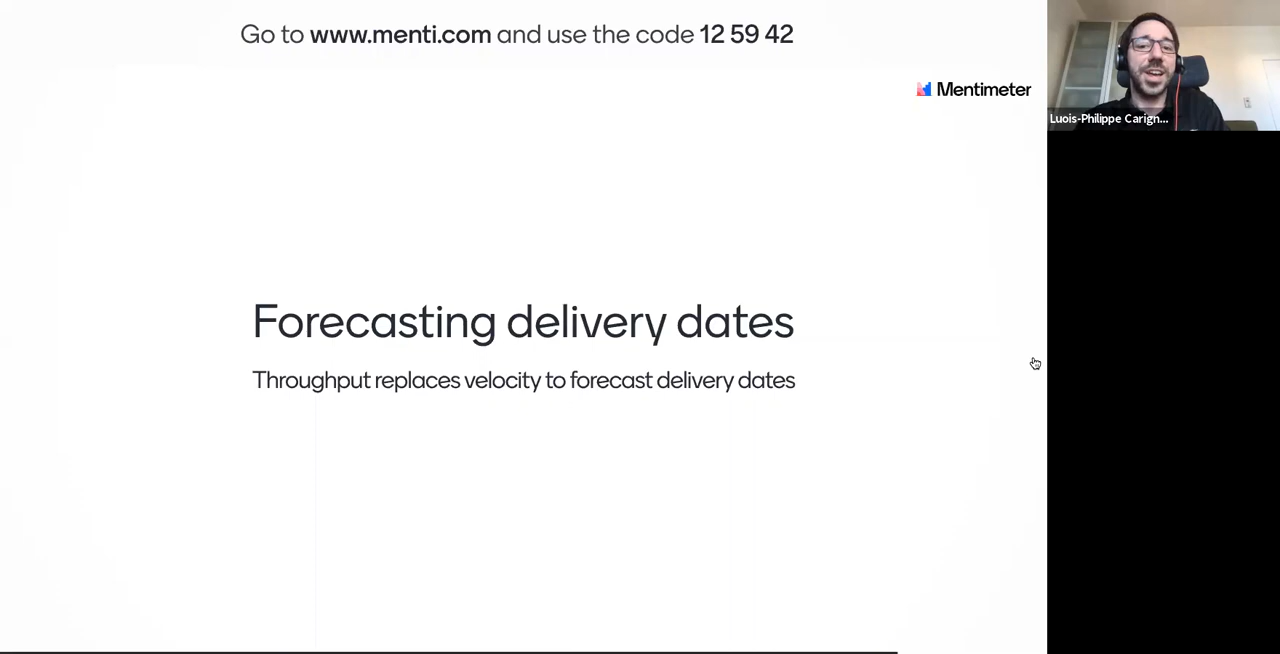 Go to www.menti.com and use the code 12 59 42
Mentimeter
Luois-Philippe Carign...
Forecasting delivery dates
Throughput replaces velocity to forecast delivery dates